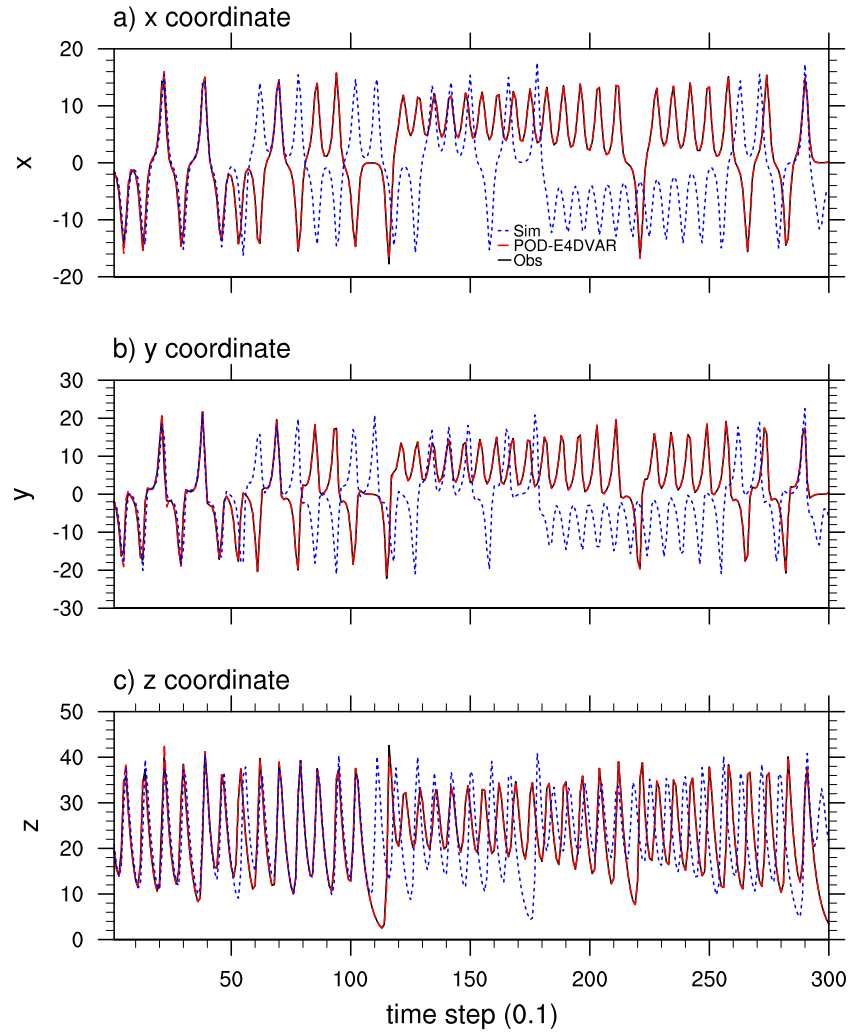 a) x coordinate
20
10
0
-10
-20
x
Sim
POD-E4DVAR
Obs
b) y coordinate
30
20
10
0
-10
-20
-30
y
c) z coordinate
50
40
30
20
10
0
z
50 100 150 200 250 300
time step (0.1)